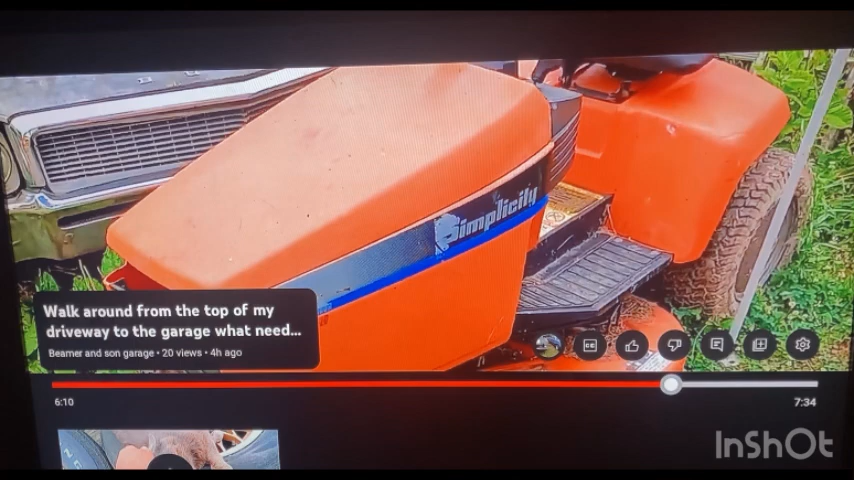 Simplicity
Walk around from the top of my
driveway to the garage what need...
Beamer and son garage • 20 views • 4h ago
CC
6:10
7:34
InShOt